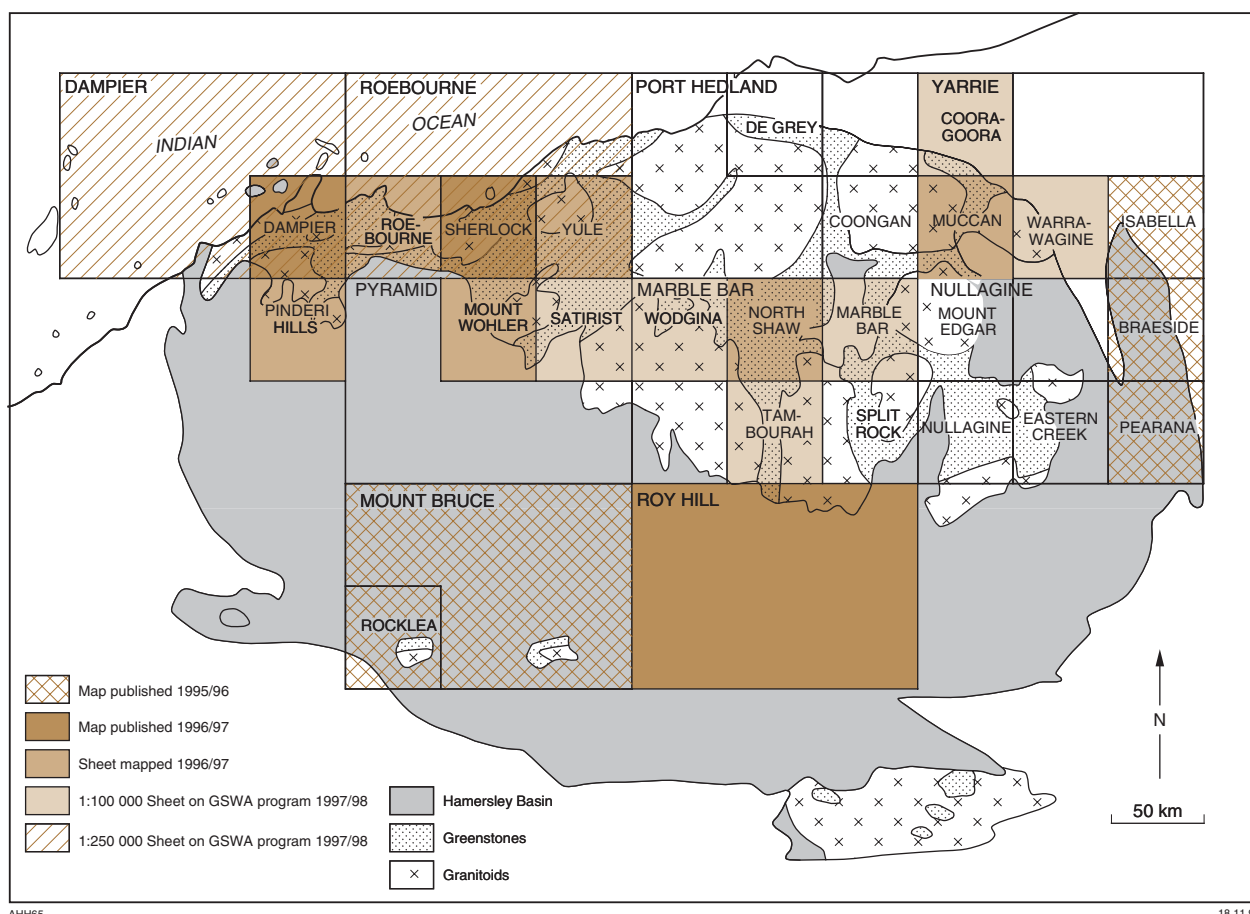 DAMPIER
ROEBOURNE
PORT HEDLAND
YARRIE
INDIAN
OCEAN
DE GREY
COORA-
GOORA
DAMPIER
ROE-
BOURNE
SHERLOCK
YULE
COONGAN
MUCCAN
WARRA-
WAGINE
ISABELLA
PYRAMID
MARBLE BAR
NULLAGINE
PINDERI
HILLS
MOUNT
WOHLER
SATIRIST
WODGINA
NORTH
SHAW
MARBLE
BAR
MOUNT
EDGAR
BRAESIDE
TAM-
BOURAH
SPLIT
ROCK
NULLAGINE
EASTERN
CREEK
PEARANA
MOUNT BRUCE
ROY HILL
ROCKLEA
Map published 1995/96
Map published 1996/97
Sheet mapped 1996/97
1:100 000 Sheet on GSWA program 1997/98
1:250 000 Sheet on GSWA program 1997/98
Hamersley Basin
Greenstones
Granitoids
N
50 km
AHH65